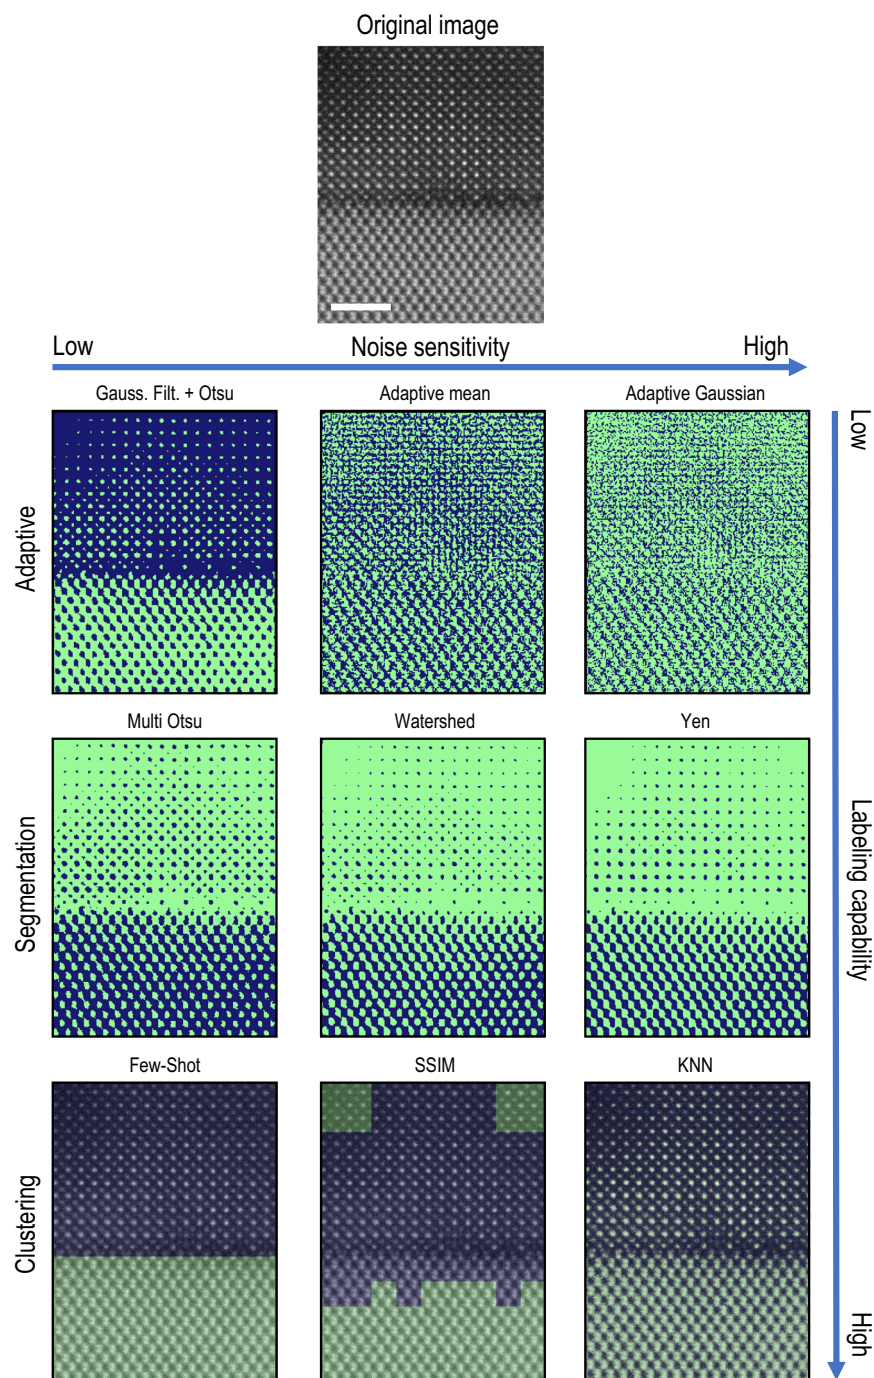 Original image
Low Noise sensitivity High
Gauss. Filt. + Otsu Adaptive mean Adaptive Gaussian
Low
Adaptive
Multi Otsu Watershed Yen
Segmentation
Labeling capability
Few-Shot SSIM KNN
Clustering
High